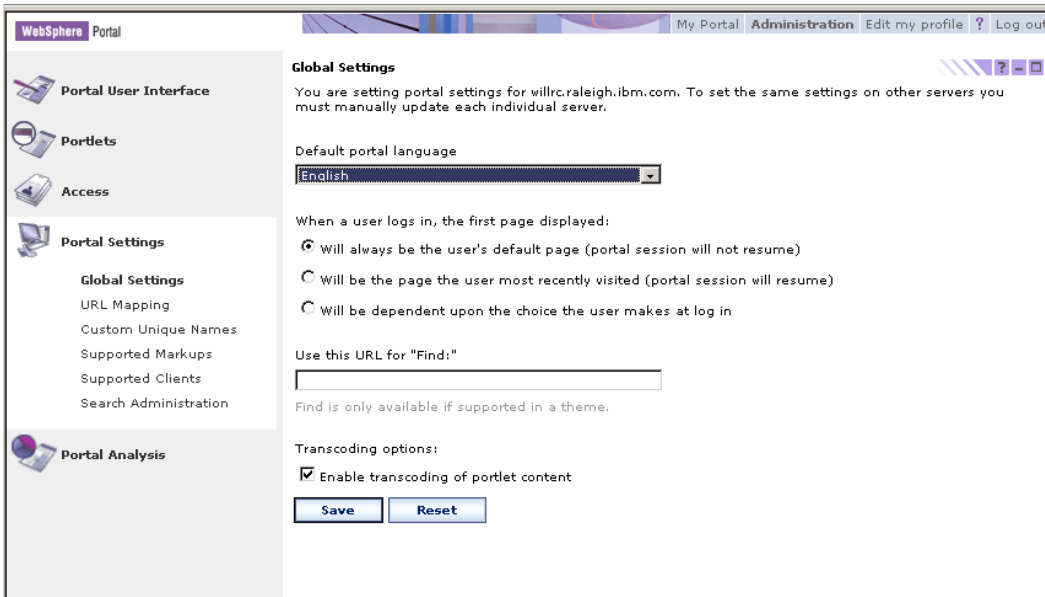 WebSphere Portal
My Portal Administration Edit my profile ? Log out
Portal User Interface
Portlets
Access
Portal Settings
Global Settings
URL Mapping
Custom Unique Names
Supported Markups
Supported Clients
Search Administration
Portal Analysis
Global Settings
?
You are setting portal settings for willrc.raleigh.ibm.com. To set the same settings on other servers you
must manually update each individual server.
Default portal language
English
When a user logs in, the first page displayed:
Will always be the user's default page (portal session will not resume)
Will be the page the user most recently visited (portal session will resume)
Will be dependent upon the choice the user makes at log in
Use this URL for "Find:"
Find is only available if supported in a theme.
Transcoding options:
Enable transcoding of portlet content
Save Reset